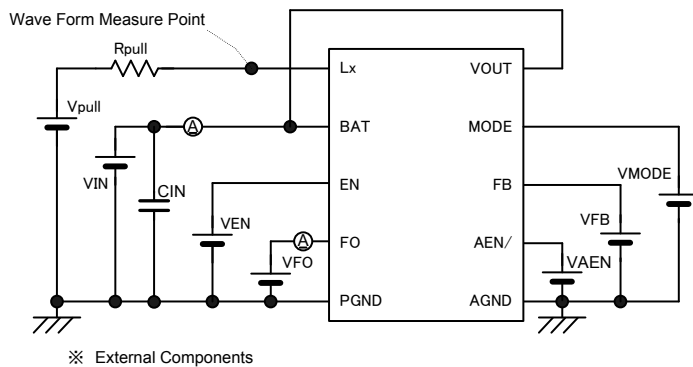 Wave Form Measure Point
Rpull
Lx
VOUT
Vpull
A
BAT
MODE
VIN
CIN
EN
FB
VMODE
VEN
VFB
A
FO
AEN/
VFO
VAEN
PGND
AGND
※ External Components